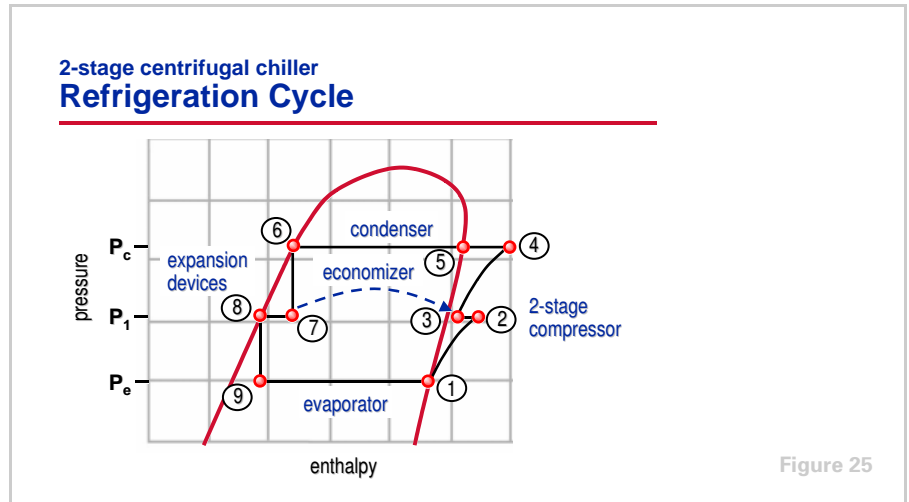 2-stage centrifugal chiller
Refrigeration Cycle
6
condenser
4
Pc
expansion
devices
5
economizer
pressure
8
2-stage
compressor
P1
7
3
2
Pe
9
1
evaporator
enthalpy
Figure 25